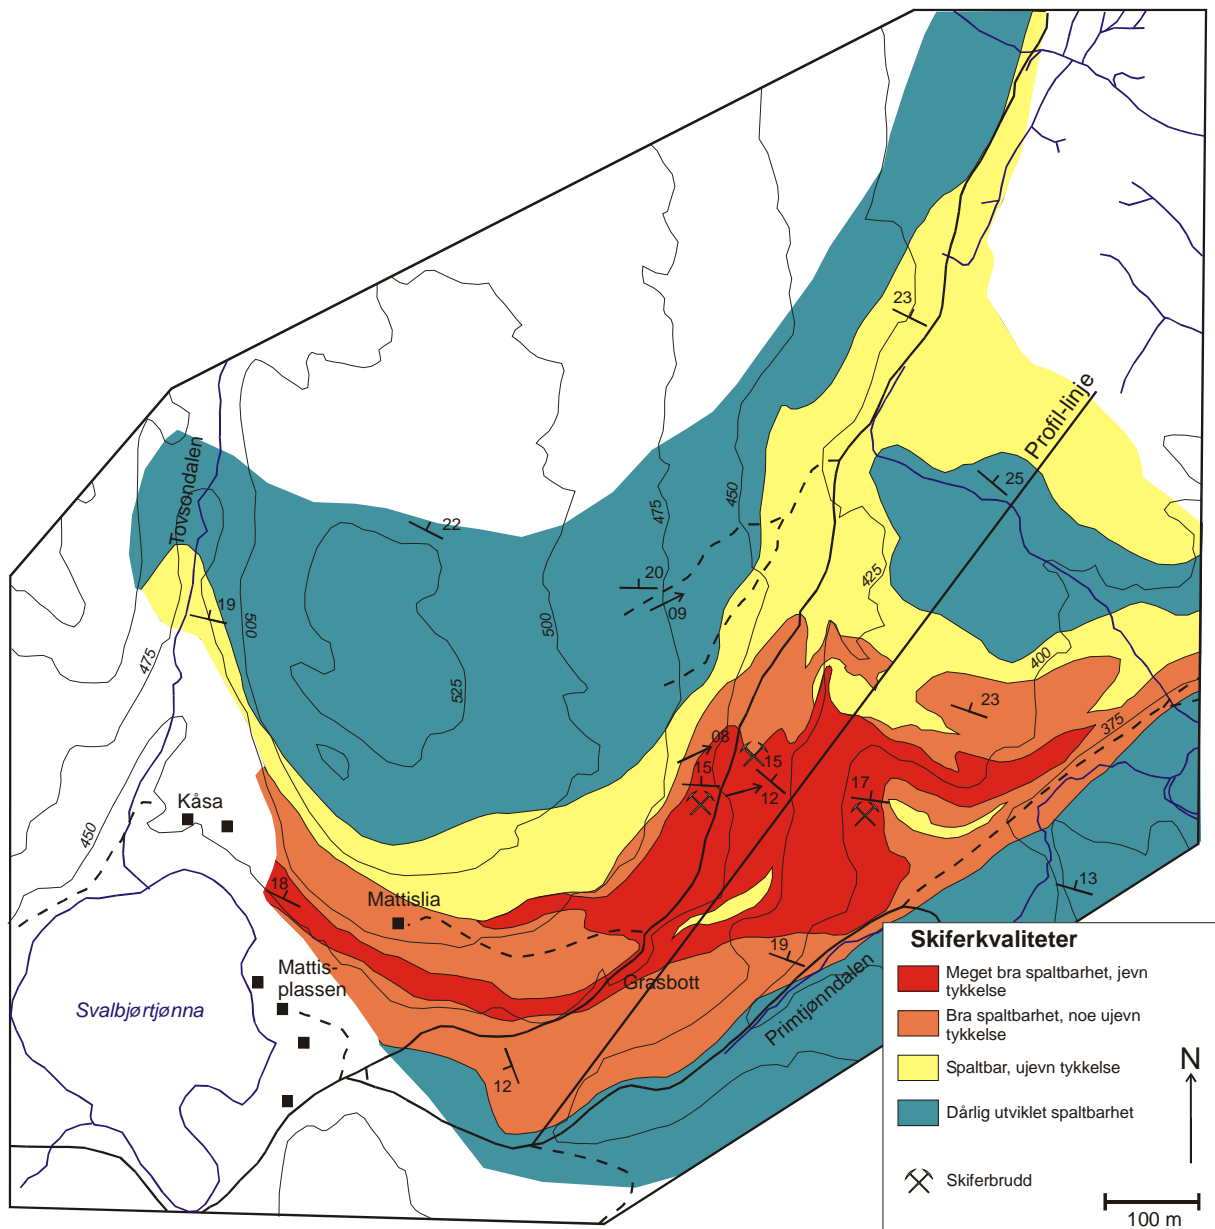 23
Profil-linje
Tovsondalen
25
475
450
22
20
09
425
19
500
500
475
400
525
23
375
08
15
15
12
17
Kåsa
450
18
Mattislia
13
19
Mattis-
plassen
Grasbott
Svalbjørtjønna
Primtjønndalen
12
Skiferkvaliteter
Meget bra spaltbarhet, jevn
tykkelse
Bra spaltbarhet, noe ujevn
tykkelse
Spaltbar, ujevn tykkelse
Dårlig utviklet spaltbarhet
Skiferbrudd
N
100 m